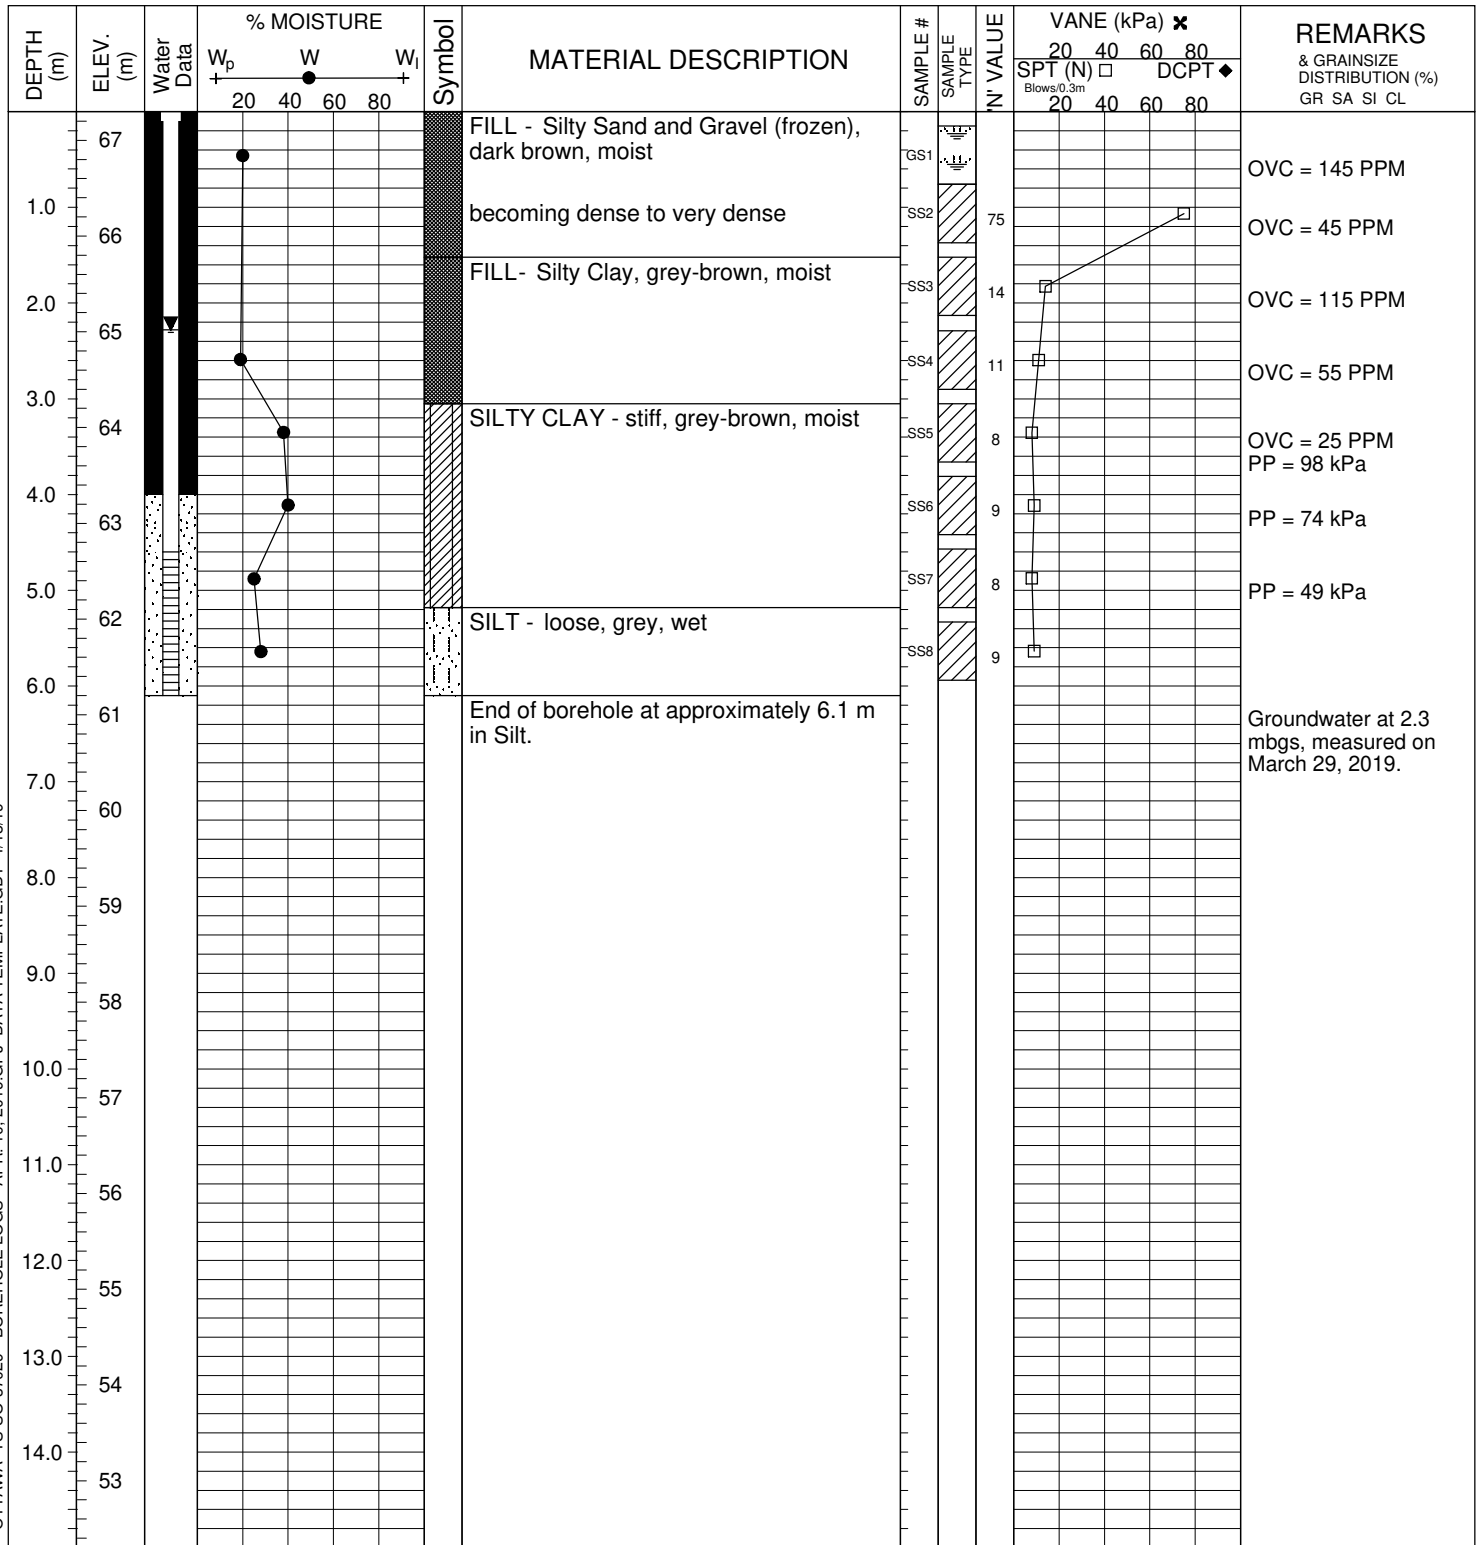 DEPTH (m)
ELEV. (m)
Water Data
% MOISTURE
Wp W Wl
20 40 60 80
Symbol
MATERIAL DESCRIPTION
SAMPLE #
SAMPLE TYPE
'N' VALUE
VANE (kPa) ✖
20 40 60 80
SPT (N) □ DCPT ◆
Blows/0.3m
20 40 60 80
REMARKS
& GRAINSIZE
DISTRIBUTION (%)
GR SA SI CL
FILL - Silty Sand and Gravel (frozen),
67
dark brown, moist
GS1
OVC = 145 PPM
1.0
becoming dense to very dense
SS2
75
OVC = 45 PPM
66
FILL- Silty Clay, grey-brown, moist
SS3
14
OVC = 115 PPM
2.0
65
SS4
11
OVC = 55 PPM
3.0
SILTY CLAY - stiff, grey-brown, moist
64
SS5
8
OVC = 25 PPM
PP = 98 kPa
4.0
SS6
9
PP = 74 kPa
63
SS7
8
PP = 49 kPa
5.0
62
SILT - loose, grey, wet
SS8
9
6.0
End of borehole at approximately 6.1 m
in Silt.
61
Groundwater at 2.3
mbgs, measured on
March 29, 2019.
7.0
60
8.0
59
9.0
58
10.0
57
11.0
56
12.0
55
13.0
54
14.0
53